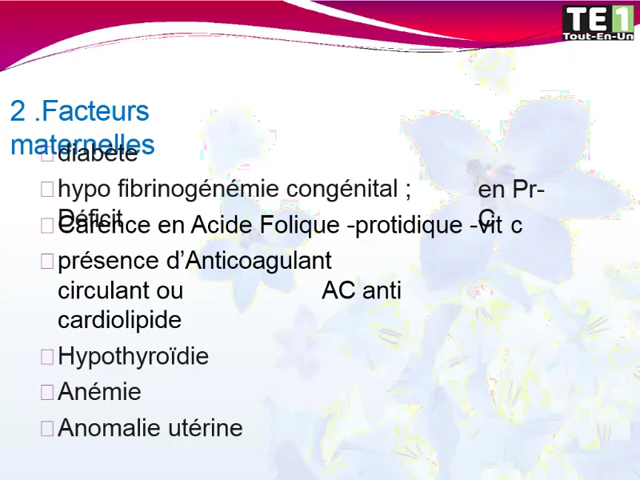 TE1
Tout-En-Un
2 .Facteurs
maternelles
diabète
hypo fibrinogénémie congénital ; en Pr-
Déficit C
Carence en Acide Folique -protidique -vit c
présence d’Anticoagulant
circulant ou AC anti
cardiolipide
Hypothyroïdie
Anémie
Anomalie utérine